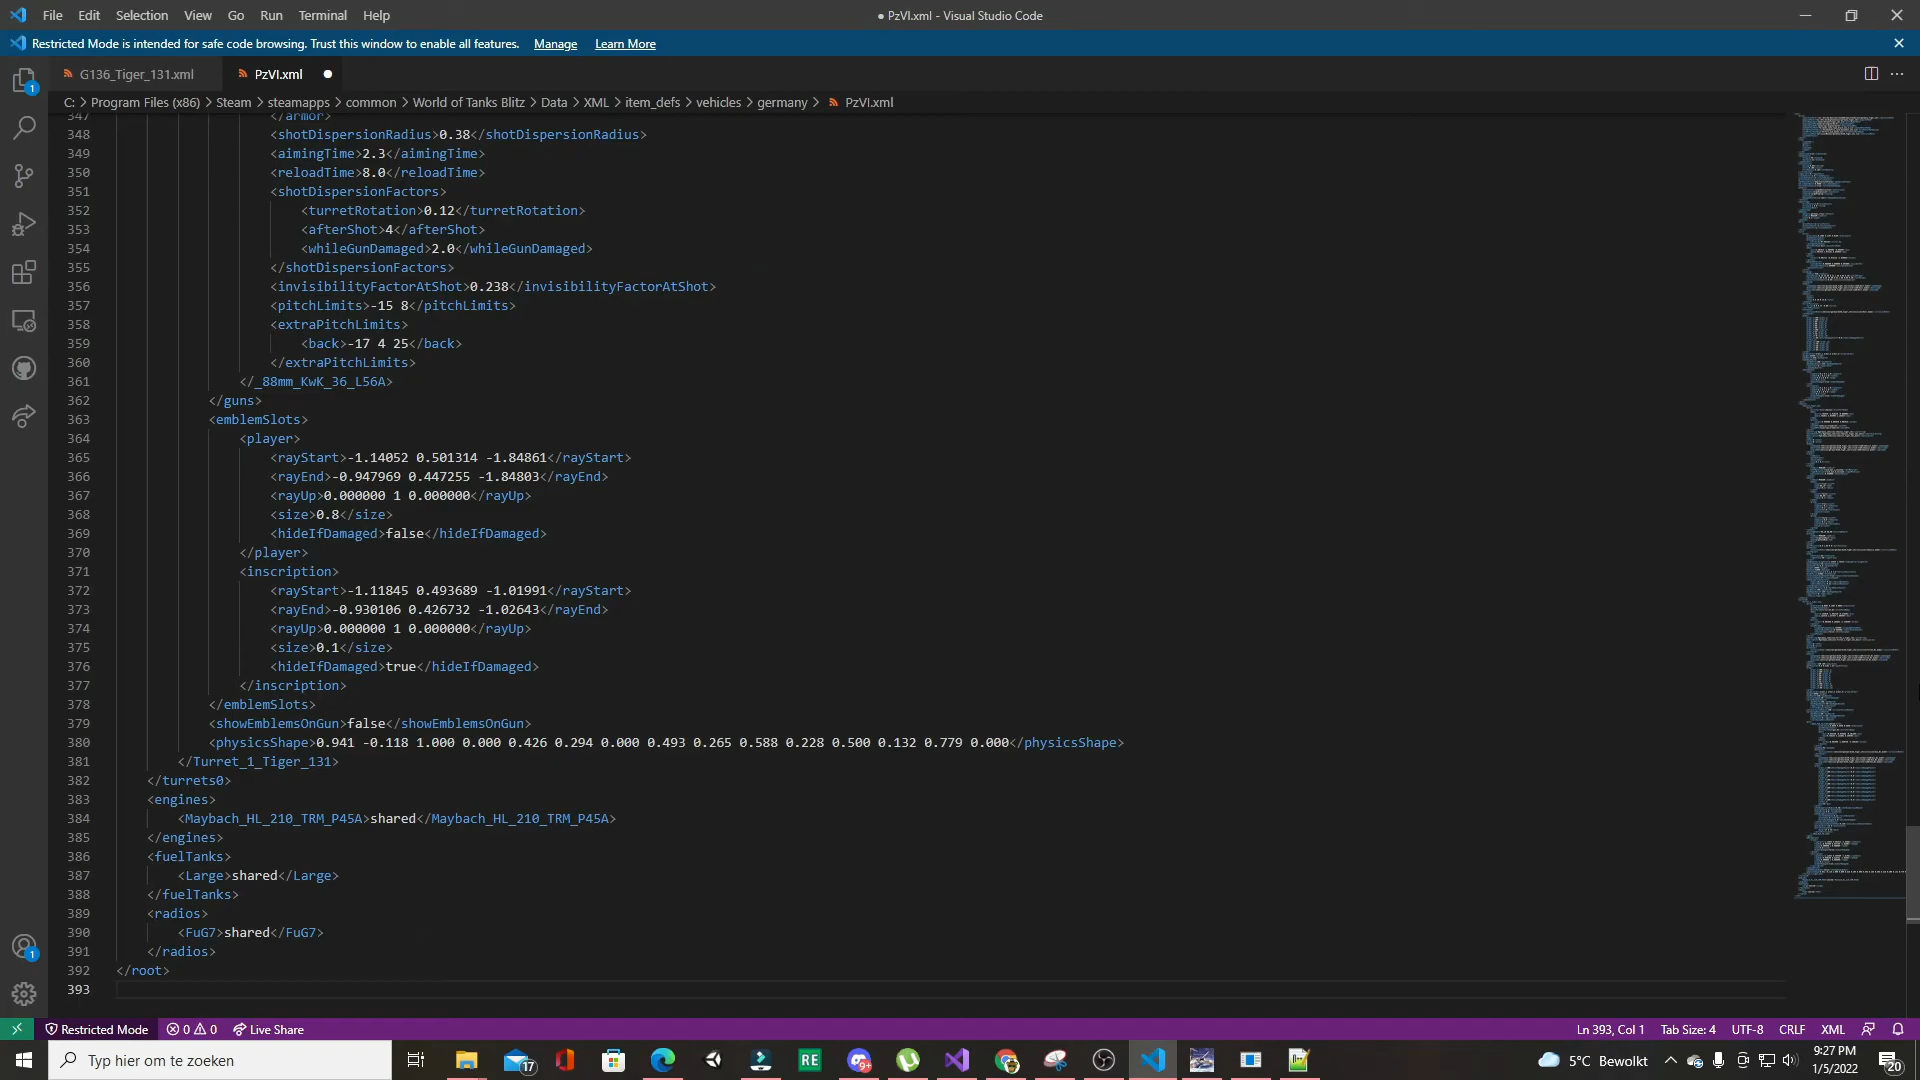 File Edit Selection View Go Run Terminal Help
● PzVI.xml - Visual Studio Code
Restricted Mode is intended for safe code browsing. Trust this window to enable all features. Manage Learn More
G136_Tiger_131.xml PzVI.xml
C: > Program Files (x86) > Steam > steamapps > common > World of Tanks Blitz > Data > XML > item_defs > vehicles > germany > PzVI.xml
347 </armor>
348 <shotDispersionRadius>0.38</shotDispersionRadius>
349 <aimingTime>2.3</aimingTime>
350 <reloadTime>8.0</reloadTime>
351 <shotDispersionFactors>
352 <turretRotation>0.12</turretRotation>
353 <afterShot>4</afterShot>
354 <whileGunDamaged>2.0</whileGunDamaged>
355 </shotDispersionFactors>
356 <invisibilityFactorAtShot>0.238</invisibilityFactorAtShot>
357 <pitchLimits>-15 8</pitchLimits>
358 <extraPitchLimits>
359 <back>-17 4 25</back>
360 </extraPitchLimits>
361 </_88mm_KwK_36_L56A>
362 </guns>
363 <emblemSlots>
364 <player>
365 <rayStart>-1.14052 0.501314 -1.84861</rayStart>
366 <rayEnd>-0.947969 0.447255 -1.84803</rayEnd>
367 <rayUp>0.000000 1 0.000000</rayUp>
368 <size>0.8</size>
369 <hideIfDamaged>false</hideIfDamaged>
370 </player>
371 <inscription>
372 <rayStart>-1.11845 0.493689 -1.01991</rayStart>
373 <rayEnd>-0.930106 0.426732 -1.02643</rayEnd>
374 <rayUp>0.000000 1 0.000000</rayUp>
375 <size>0.1</size>
376 <hideIfDamaged>true</hideIfDamaged>
377 </inscription>
378 </emblemSlots>
379 <showEmblemsOnGun>false</showEmblemsOnGun>
380 <physicsShape>0.941 -0.118 1.000 0.000 0.426 0.294 0.000 0.493 0.265 0.588 0.228 0.500 0.132 0.779 0.000</physicsShape>
381 </Turret_1_Tiger_131>
382 </turrets0>
383 <engines>
384 <Maybach_HL_210_TRM_P45A>shared</Maybach_HL_210_TRM_P45A>
385 </engines>
386 <fuelTanks>
387 <Large>shared</Large>
388 </fuelTanks>
389 <radios>
390 <FuG7>shared</FuG7>
391 </radios>
392 </root>
393
1
1
Restricted Mode 0 0 Live Share
Ln 393, Col 1 Tab Size: 4 UTF-8 CRLF XML
Typ hier om te zoeken
17
RE
9+
5°C Bewolkt
9:27 PM
1/5/2022
20